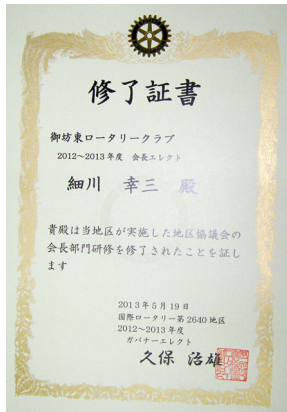 修了証書
御坊東ロータリークラブ
2012～2013年度 会長エレクト
細川 幸三 殿
貴殿は当地区が実施した地区協議会の
会長部門研修を修了されたことを証し
ます
2013年5月19日
国際ロータリー第2640地区
2012～2013年度
ガバナーエレクト
久保 治雄